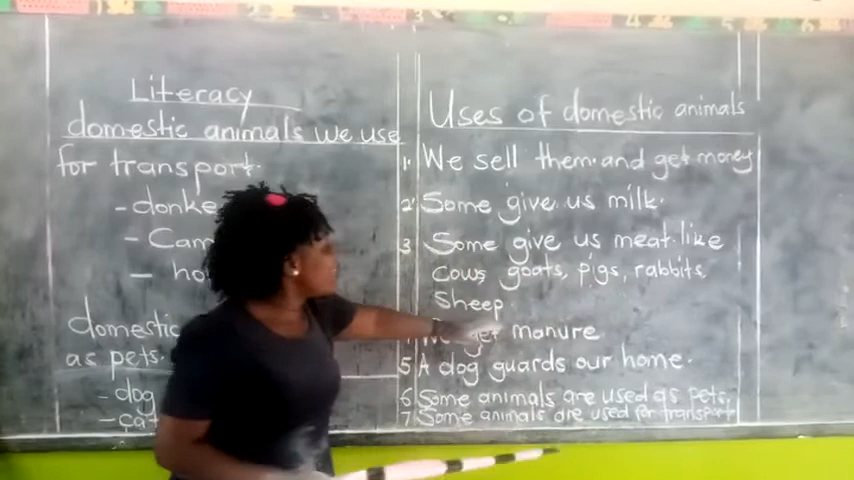 Literacy
domestic animals we use
for transport.
- donke
- Cam
- ho
domestic
as pets.
- dog
- cat
Uses of domestic animals
1. We sell them and get money
2. Some give us milk.
3 Some give us meat like
cows, goats, pigs, rabbits,
Sheep.
We get manure
5 A dog guards our home.
6 Some animals are used as pets.
7 Some animals are used for transport